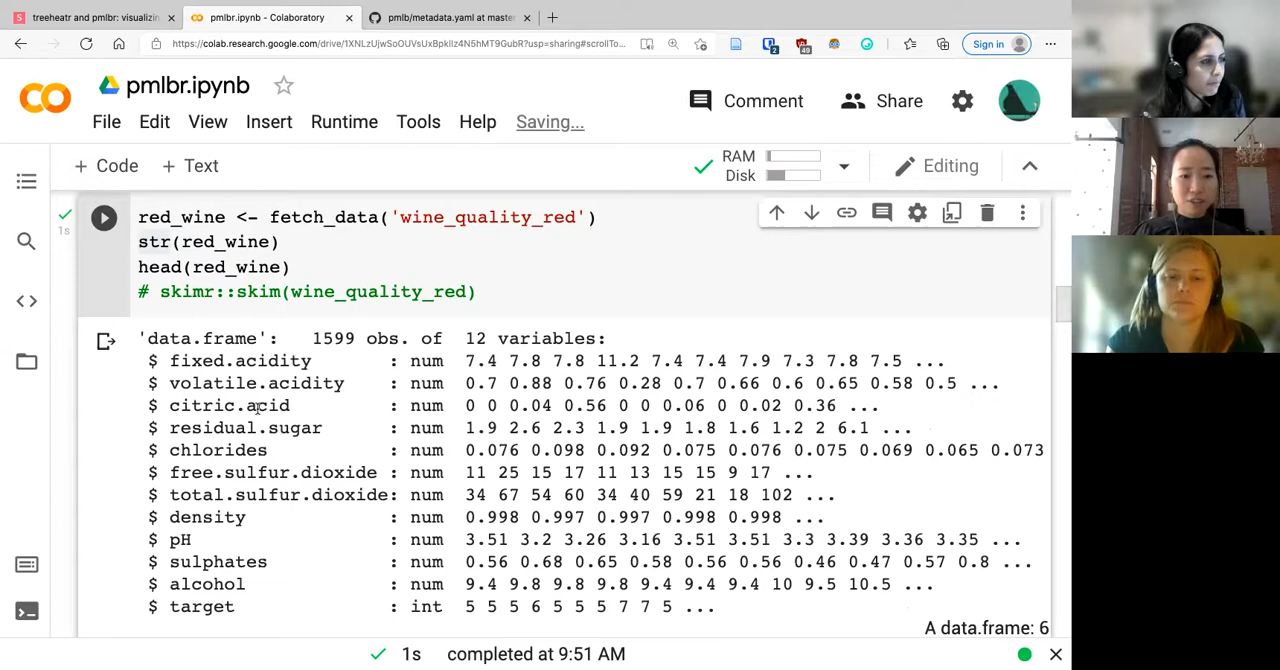 treeheatr and pmlbr: visualizin
pmlbr.ipynb - Colaboratory
pmlb/metadata.yaml at master
https://colab.research.google.com/drive/1XNLzUjwSoOUVsUxBpkIIz4N5hM T9GubR?usp=sharing#scrollTo...
2
49
Sign in
pmlbr.ipynb
Comment
Share
File Edit View Insert Runtime Tools Help Saving...
+ Code + Text
RAM
Disk
Editing
1s
red_wine <- fetch_data('wine_quality_red')
str(red_wine)
head(red_wine)
# skimr::skim(wine_quality_red)
'data.frame': 1599 obs. of 12 variables:
$ fixed.acidity : num 7.4 7.8 7.8 11.2 7.4 7.4 7.9 7.3 7.8 7.5 ...
$ volatile.acidity : num 0.7 0.88 0.76 0.28 0.7 0.66 0.6 0.65 0.58 0.5 ...
$ citric.acid : num 0 0 0.04 0.56 0 0 0.06 0 0.02 0.36 ...
$ residual.sugar : num 1.9 2.6 2.3 1.9 1.9 1.8 1.6 1.2 2 6.1 ...
$ chlorides : num 0.076 0.098 0.092 0.075 0.076 0.075 0.069 0.065 0.073
$ free.sulfur.dioxide : num 11 25 15 17 11 13 15 15 9 17 ...
$ total.sulfur.dioxide: num 34 67 54 60 34 40 59 21 18 102 ...
$ density : num 0.998 0.997 0.997 0.998 0.998 ...
$ pH : num 3.51 3.2 3.26 3.16 3.51 3.51 3.3 3.39 3.36 3.35 ...
$ sulphates : num 0.56 0.68 0.65 0.58 0.56 0.56 0.46 0.47 0.57 0.8 ...
$ alcohol : num 9.4 9.8 9.8 9.8 9.4 9.4 9.4 10 9.5 10.5 ...
$ target : int 5 5 5 6 5 5 5 7 7 5 ...
A data.frame: 6
1s completed at 9:51 AM